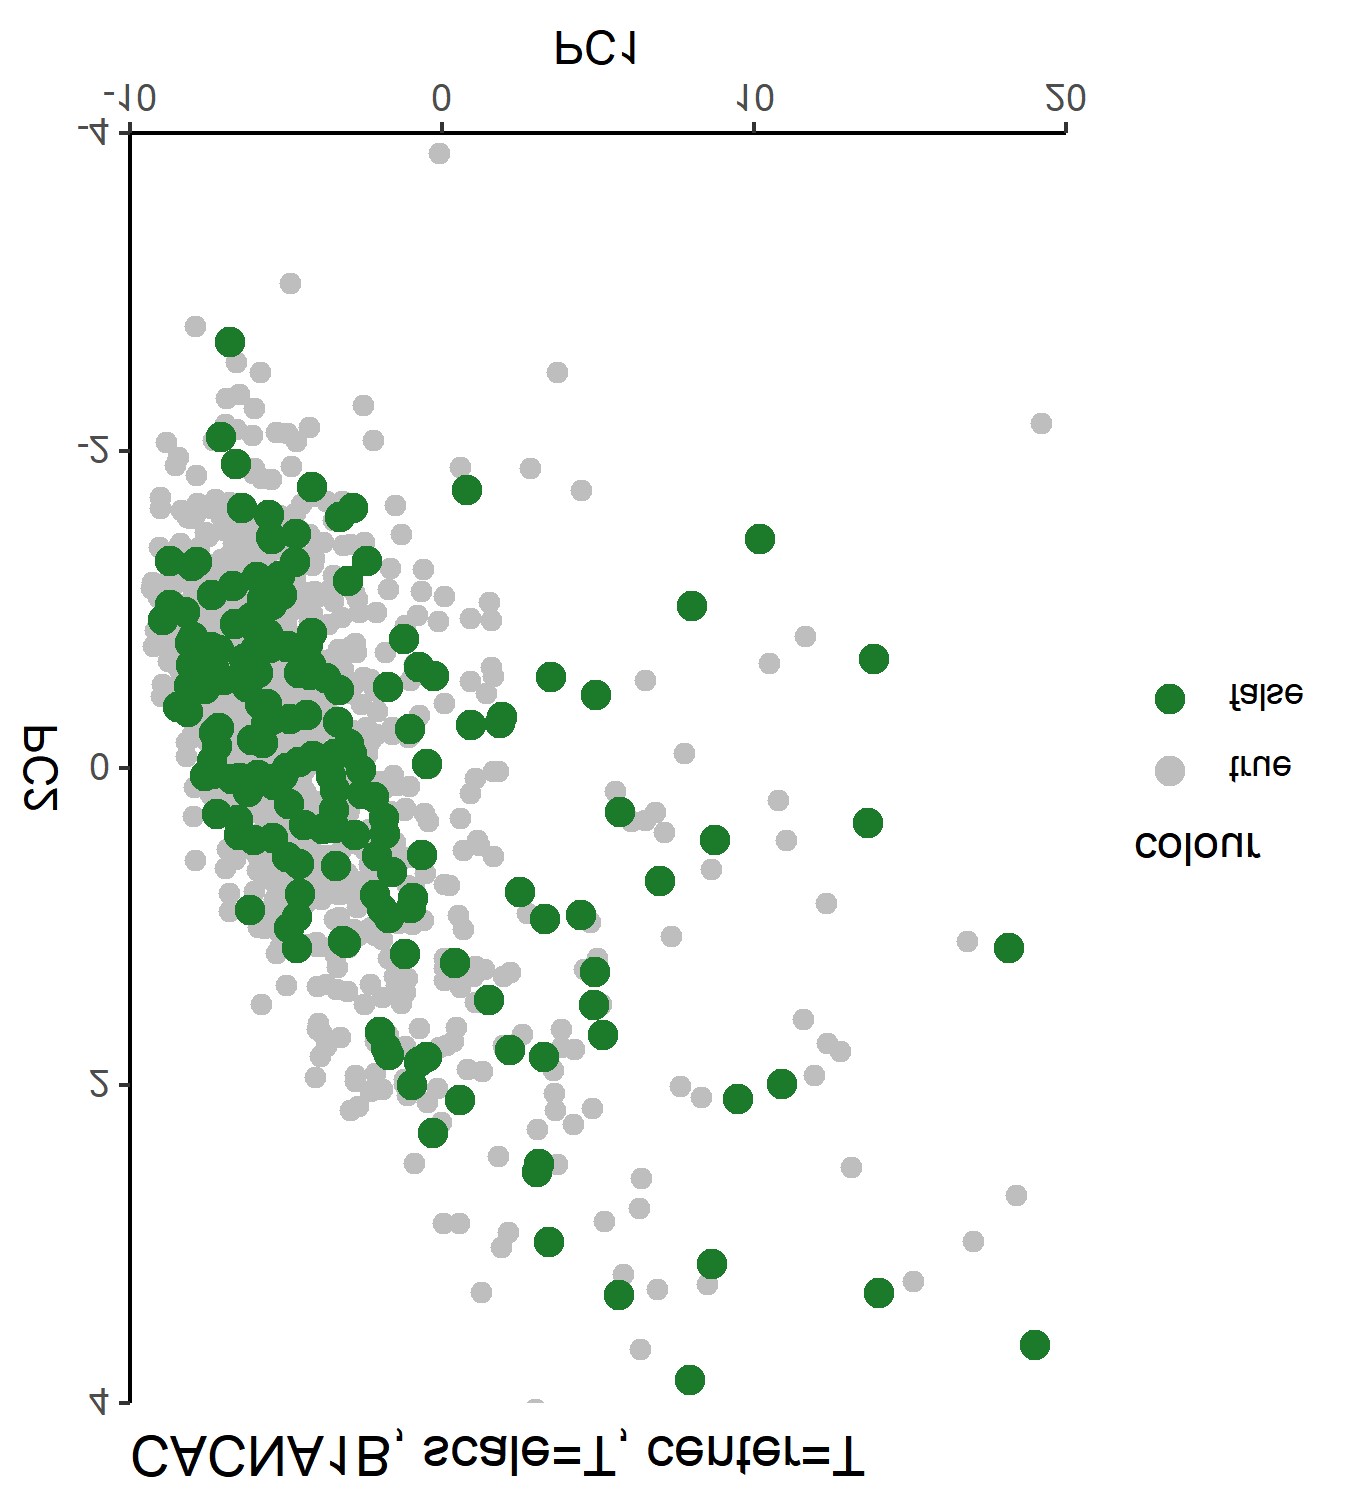 CACNA1B, scale=T, center=T
4
2
0
-2
-4
PC2
-10 0 10 20
PC1
colour
true
false